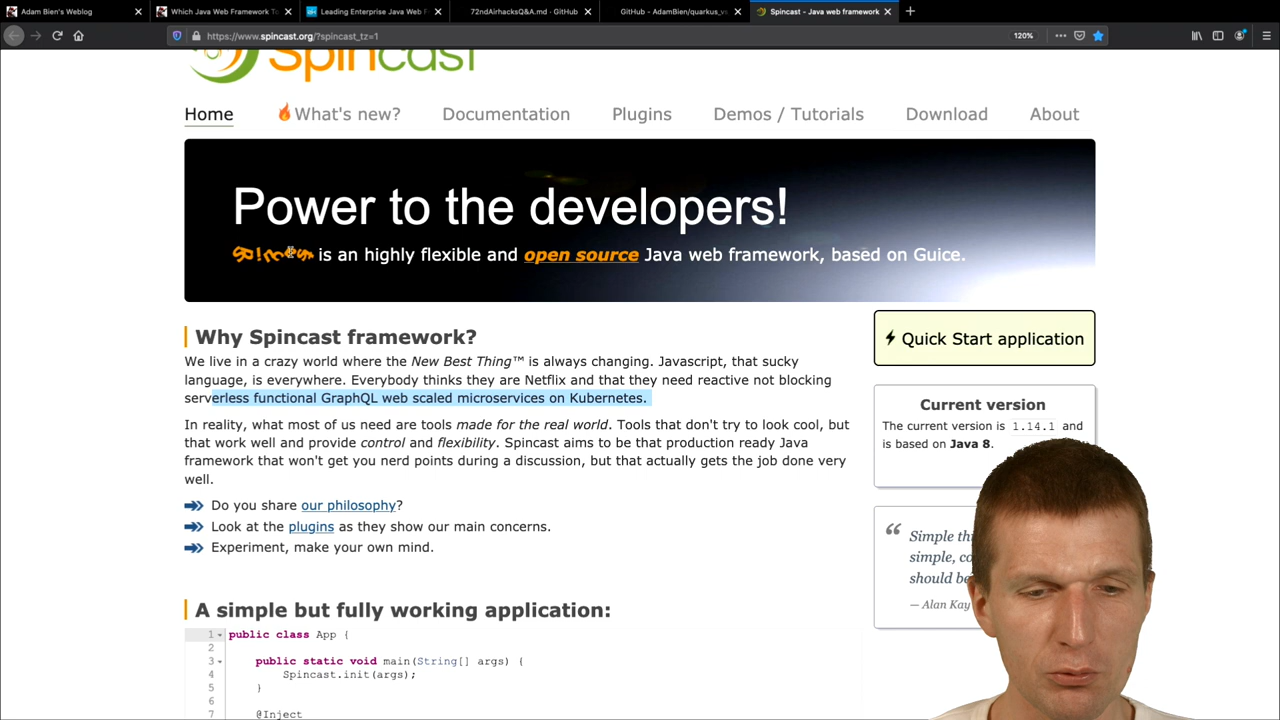 Adam Bien's Weblog
Which Java Web Framework To
Leading Enterprise Java Web F
72ndAirhacksQ&A.md · GitHub
GitHub - AdamBien/quarkus_vs
Spincast - Java web framework
https://www.spincast.org/?spincast_tz=1
120%
Spincast
Home
What's new?
Documentation
Plugins
Demos / Tutorials
Download
About
Power to the developers!
is an highly flexible and open source Java web framework, based on Guice.
Why Spincast framework?
We live in a crazy world where the New Best Thing™ is always changing. Javascript, that sucky
language, is everywhere. Everybody thinks they are Netflix and that they need reactive not blocking
serverless functional GraphQL web scaled microservices on Kubernetes.
In reality, what most of us need are tools made for the real world. Tools that don't try to look cool, but
that work well and provide control and flexibility. Spincast aims to be that production ready Java
framework that won't get you nerd points during a discussion, but that actually gets the job done very
well.
Do you share our philosophy?
Look at the plugins as they show our main concerns.
Experiment, make your own mind.
Quick Start application
Current version
The current version is 1.14.1 and
is based on Java 8.
“ Simple thi
simple, co
should be
— Alan Kay
A simple but fully working application:
1 public class App {
2
3 public static void main(String[] args) {
4 Spincast.init(args);
5 }
6
7 @Inject